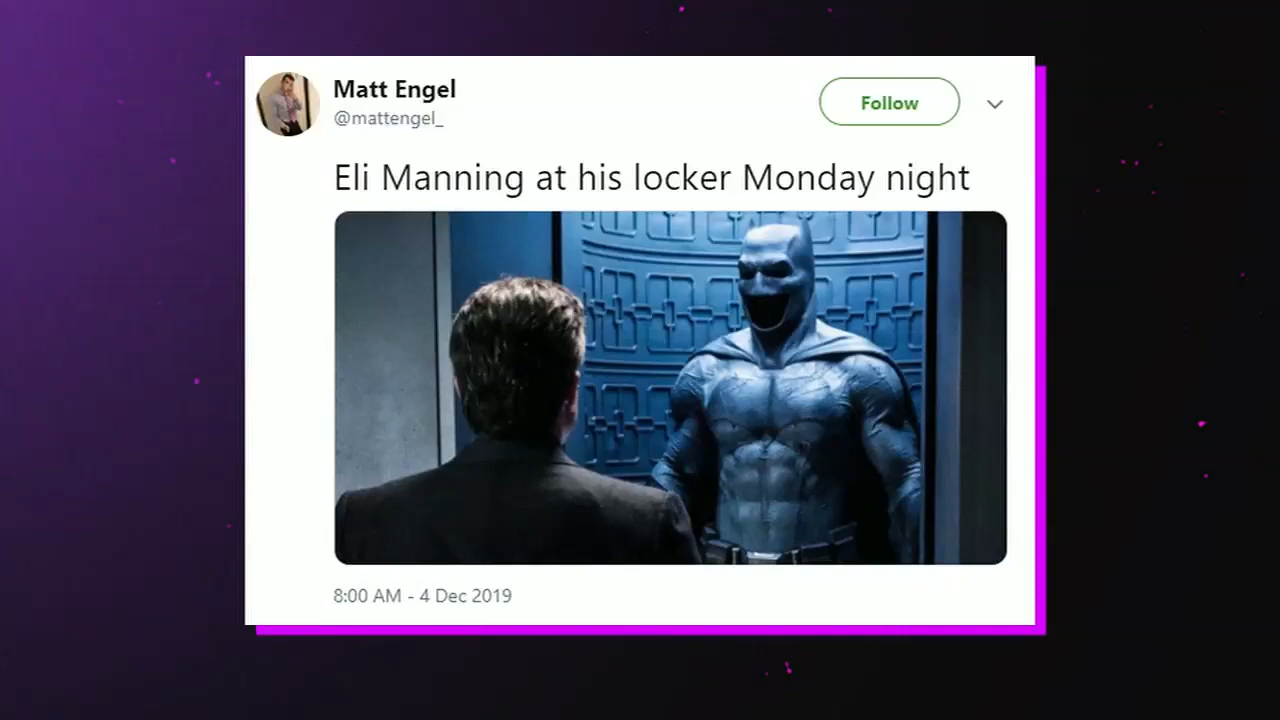 Matt Engel
@mattengel_
Follow
Eli Manning at his locker Monday night
8:00 AM - 4 Dec 2019